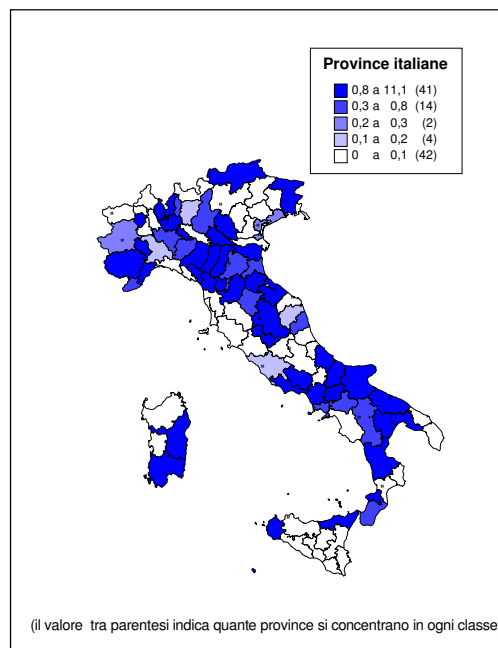 Province italiane
0,8 a 11,1 (41)
0,3 a 0,8 (14)
0,2 a 0,3 (2)
0,1 a 0,2 (4)
0 a 0,1 (42)
(il valore tra parentesi indica quante province si concentrano in ogni classe